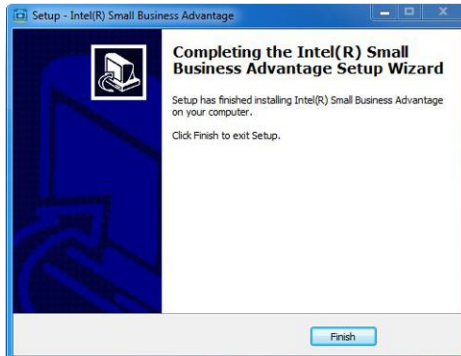 Setup - Intel(R) Small Business Advantage
Completing the Intel(R) Small
Business Advantage Setup Wizard
Setup has finished installing Intel(R) Small Business Advantage
on your computer.
Click Finish to exit Setup.
Finish